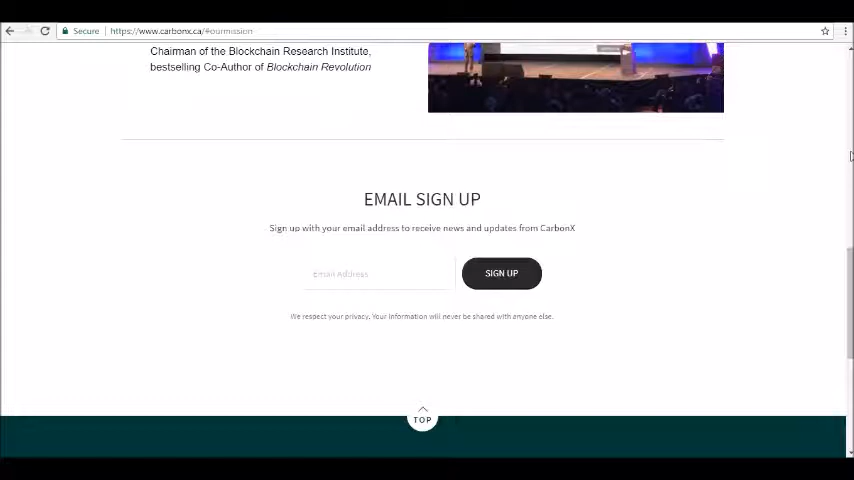 Secure
https://www.carbonx.ca/#ourmission
Chairman of the Blockchain Research Institute,
bestselling Co-Author of Blockchain Revolution
EMAIL SIGN UP
Sign up with your email address to receive news and updates from CarbonX
Email Address
SIGN UP
We respect your privacy. Your information will never be shared with anyone else.
TOP